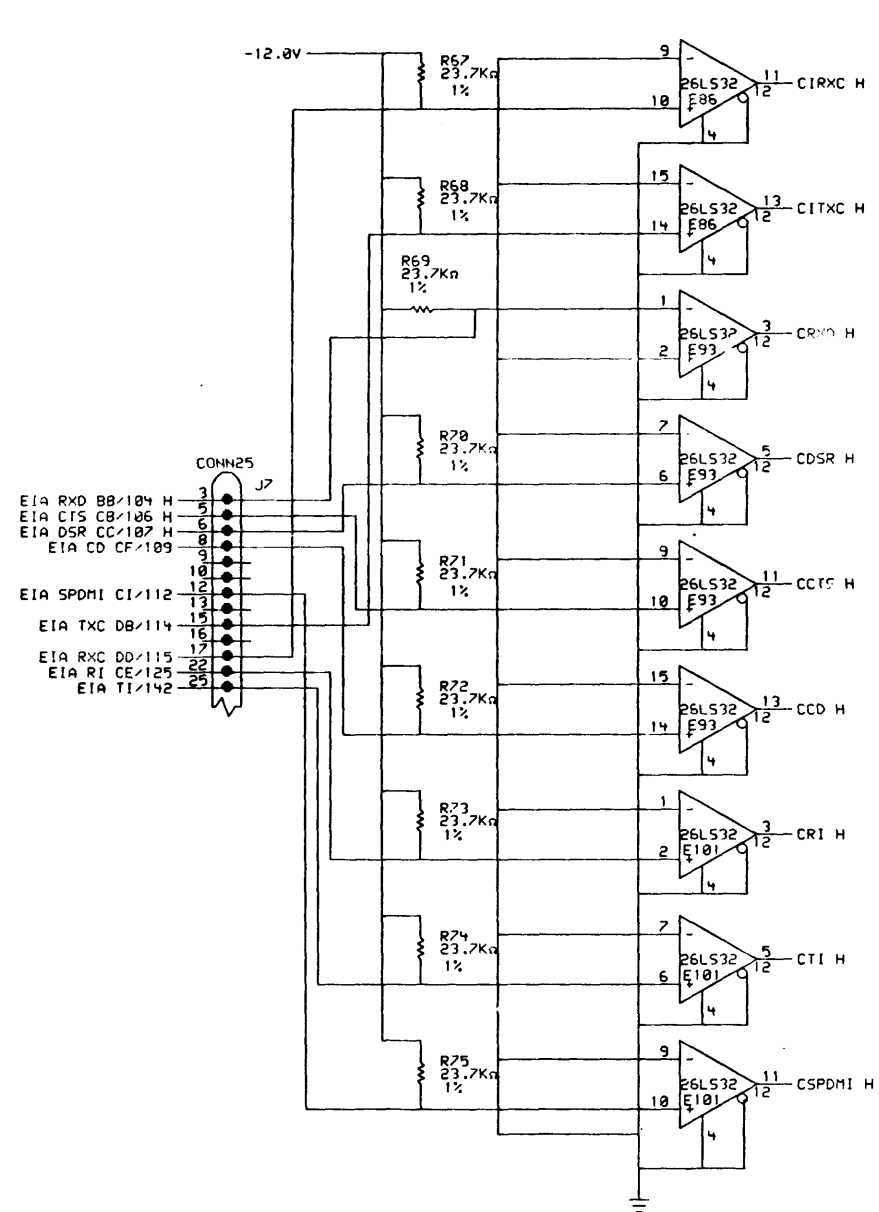 -12.0V
R67
23.7KΩ
1%
9
-
26LS32
E86
10
+
4
11
12
CIRXC H
R68
23.7KΩ
1%
15
-
26LS32
E86
14
+
4
13
12
CITXC H
R69
23.7KΩ
1%
1
-
26LS32
E93
2
+
4
3
12
CRXD H
R70
23.7KΩ
1%
7
-
26LS32
E93
6
+
4
5
12
CDSR H
CONN25
J7
EIA RXD BB/104 H 3
EIA CTS CB/106 H 5
EIA DSR CC/107 H 6
EIA CD CF/109 8
9
10
EIA SPDMI CI/112 12
13
EIA TXC DB/114 15
16
EIA RXC DD/115 17
EIA RI CE/125 22
EIA TI/142 25
R71
23.7KΩ
1%
9
-
26LS32
E93
10
+
4
11
12
CCTS H
R72
23.7KΩ
1%
15
-
26LS32
E93
14
+
4
13
12
CCD H
R73
23.7KΩ
1%
1
-
26LS32
E101
2
+
4
3
12
CRI H
R74
23.7KΩ
1%
7
-
26LS32
E101
6
+
4
5
12
CTI H
R75
23.7KΩ
1%
9
-
26LS32
E101
10
+
4
11
12
CSPDMI H